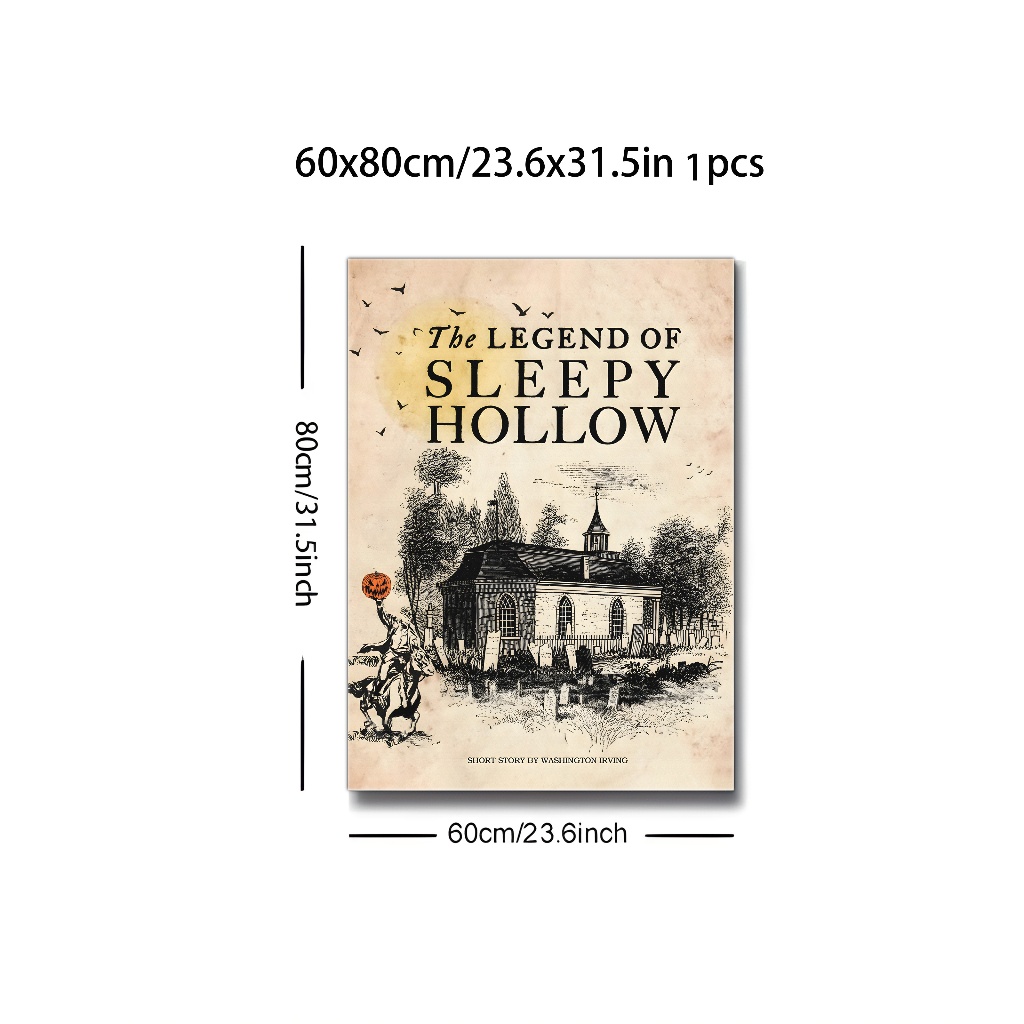 60x80cm/23.6x31.5in 1pcs
The LEGEND OF
SLEEPY
HOLLOW
80cm/31.5inch
SHORT STORY BY WASHINGTON IRVING
60cm/23.6inch